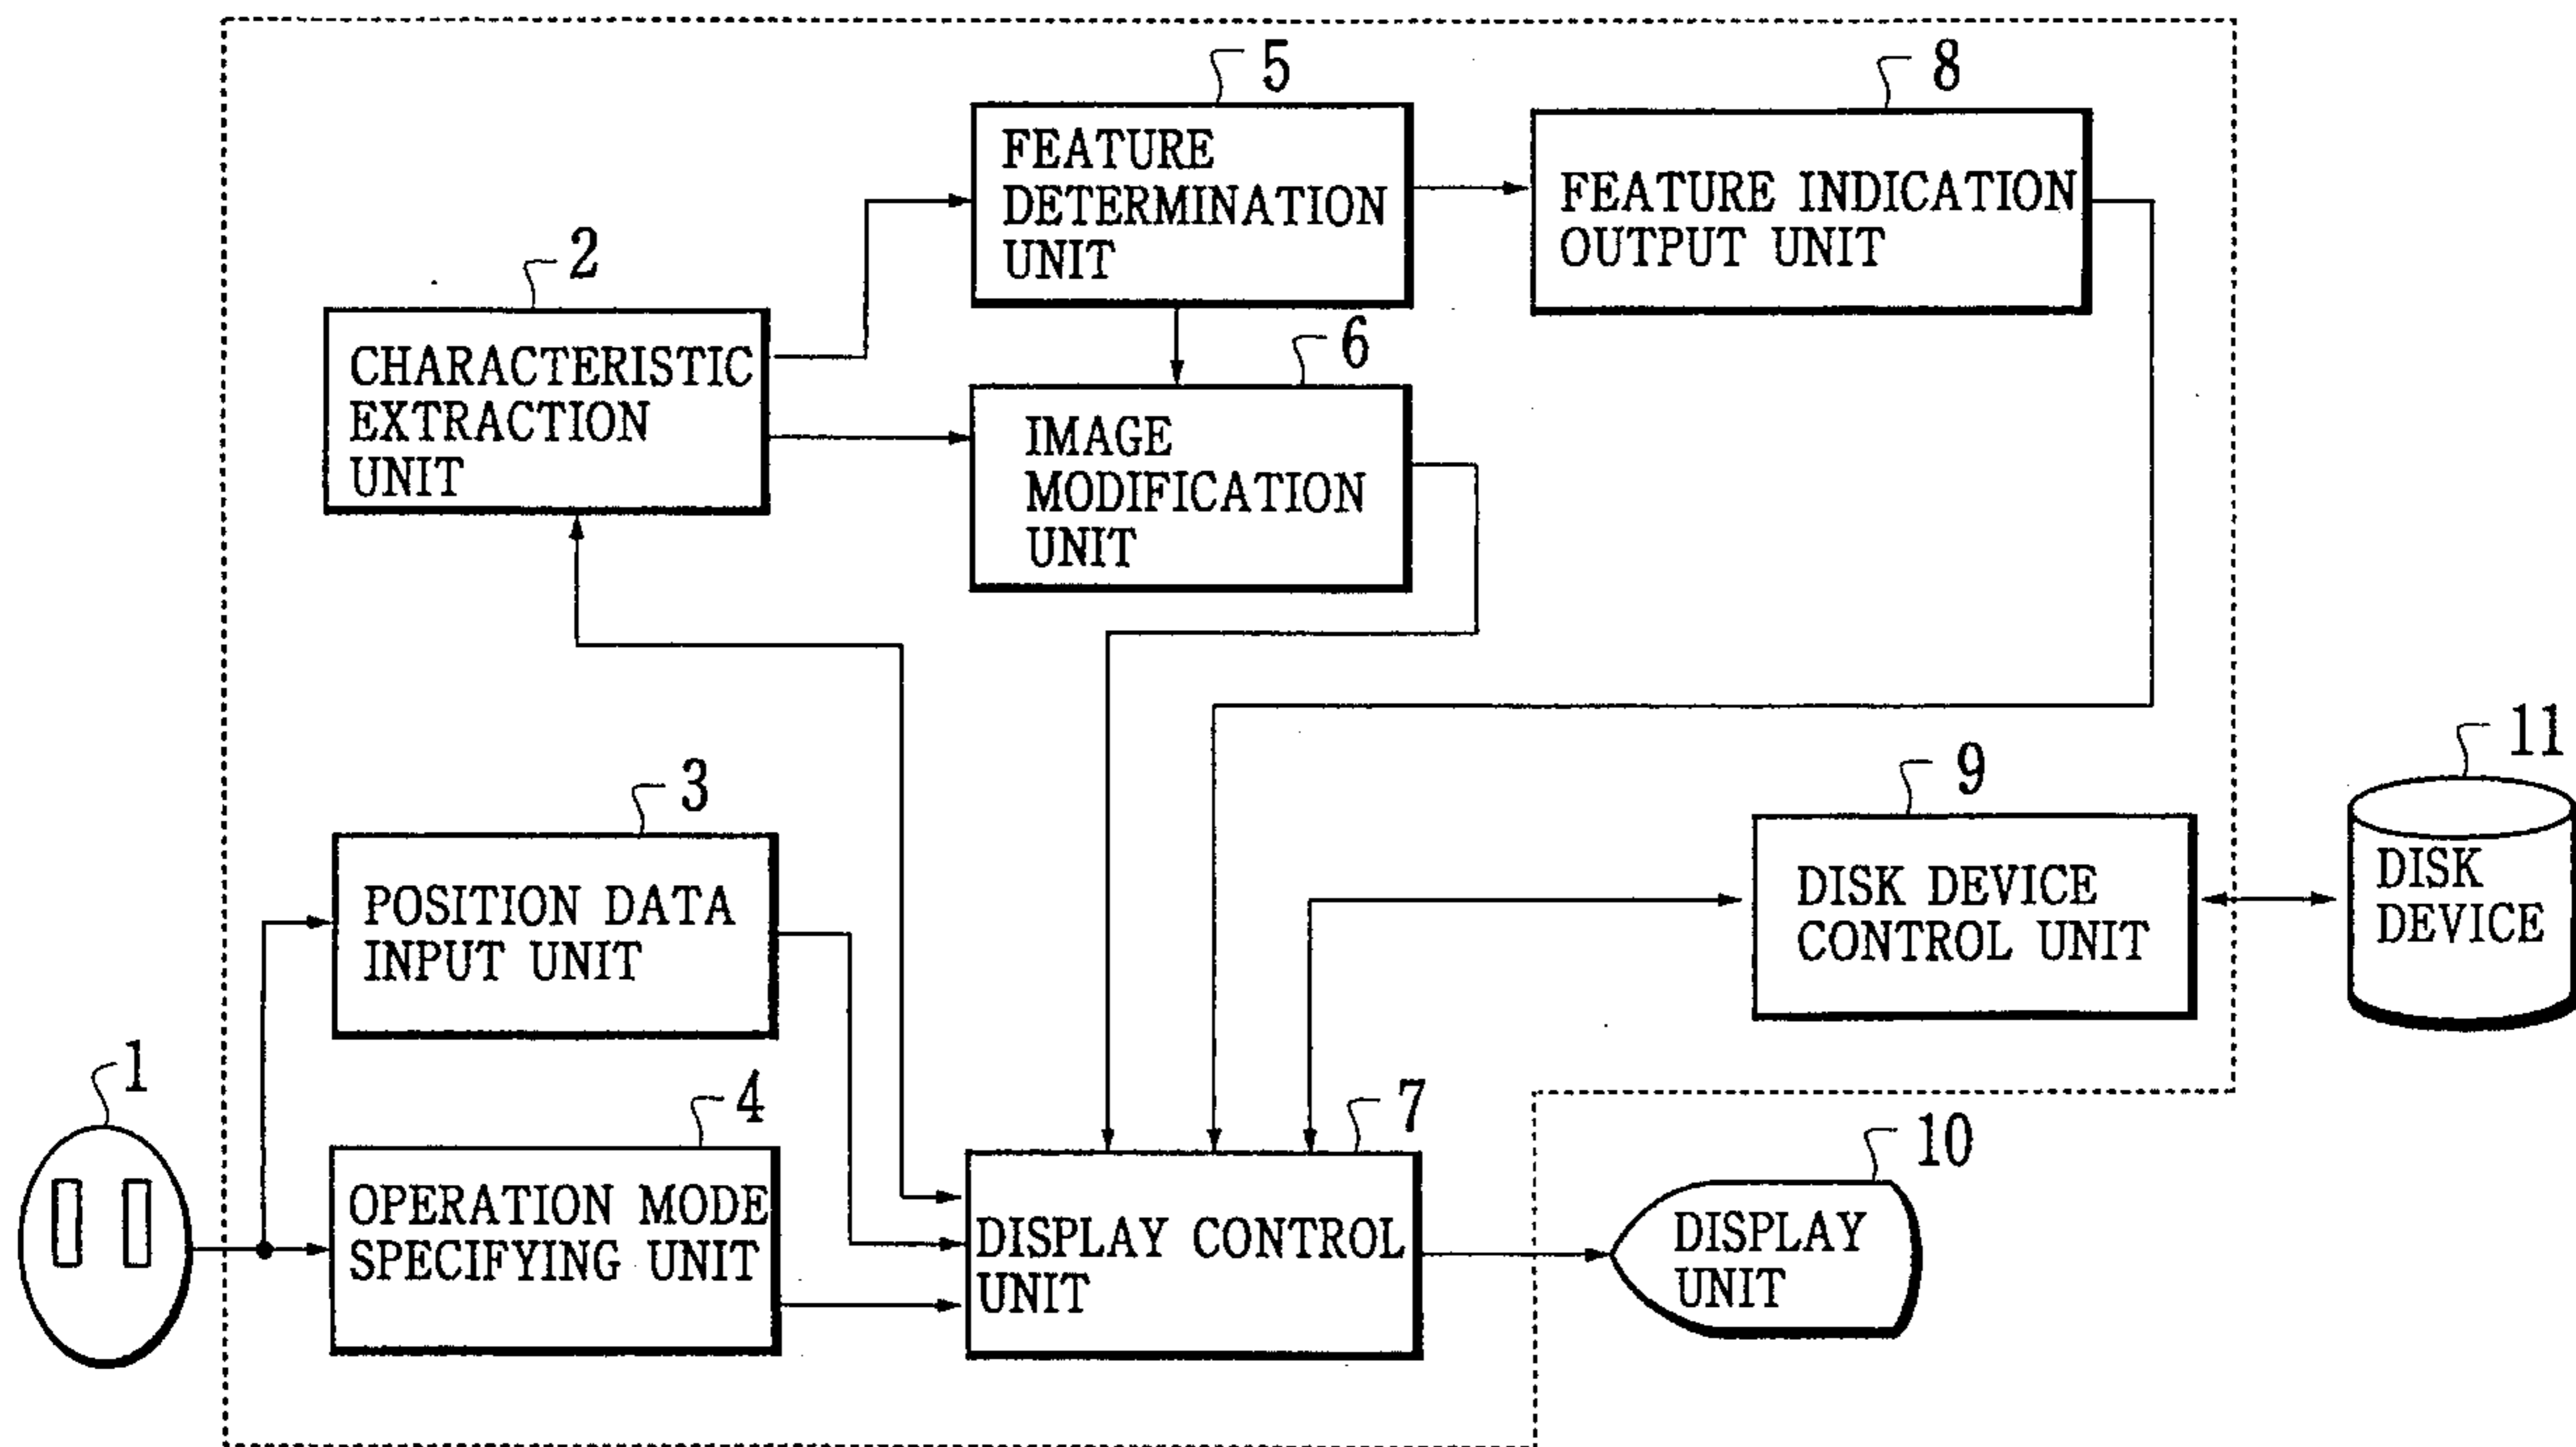 5
8
FEATURE
DETERMINATION
UNIT
FEATURE INDICATION
OUTPUT UNIT
2
CHARACTERISTIC
EXTRACTION
UNIT
6
IMAGE
MODIFICATION
UNIT
3
POSITION DATA
INPUT UNIT
9
DISK DEVICE
CONTROL UNIT
11
DISK
DEVICE
1
4
OPERATION MODE
SPECIFYING UNIT
7
DISPLAY CONTROL
UNIT
10
DISPLAY
UNIT